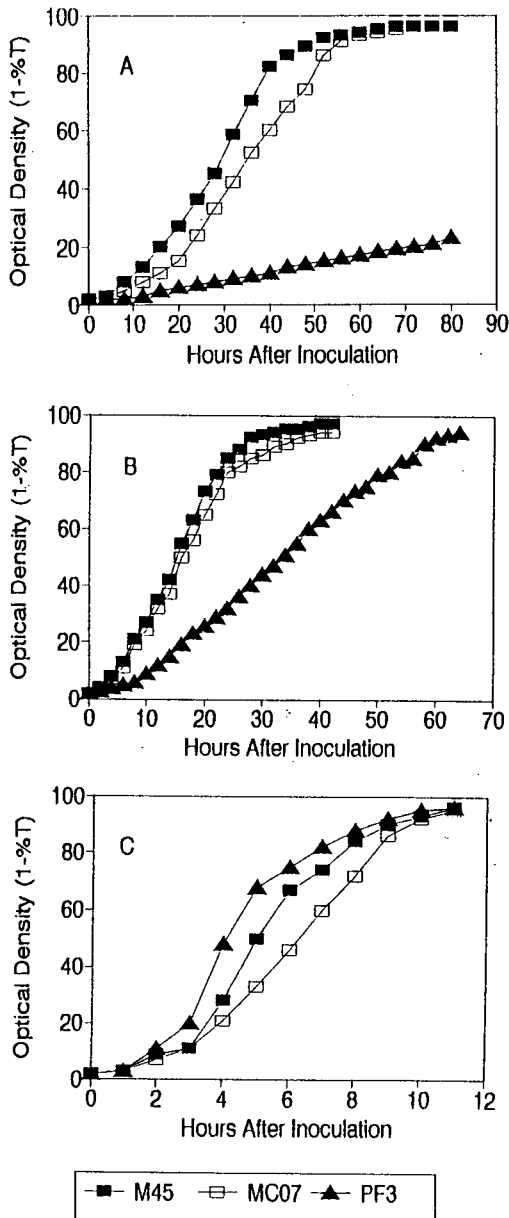 A
Optical Density (1-%T)
100
80
60
40
20
0
0 10 20 30 40 50 60 70 80 90
Hours After Inoculation
B
Optical Density (1-%T)
100
80
60
40
20
0
0 10 20 30 40 50 60 70
Hours After Inoculation
C
Optical Density (1-%T)
100
80
60
40
20
0
0 2 4 6 8 10 12
Hours After Inoculation
M45 MC07 PF3